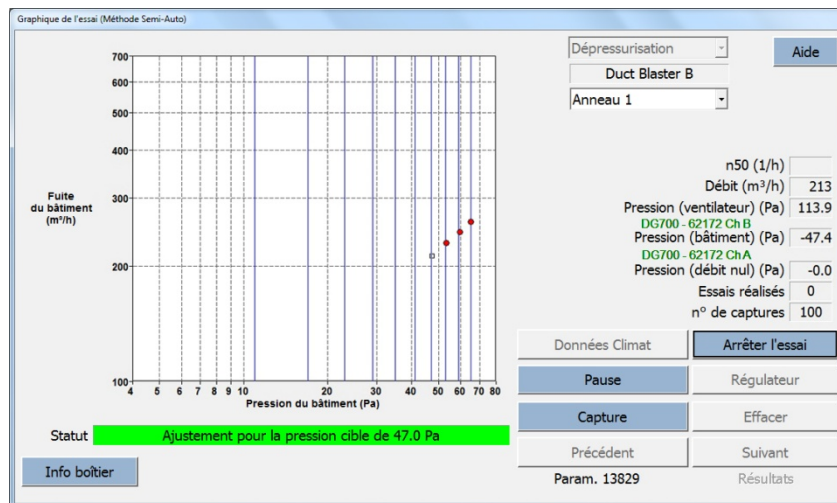 Graphique de l'essai (Méthode Semi-Auto)
700
600
500
400
300
200
100
Fuite
du bâtiment
(m³/h)
4 5 6 7 8 9 10 20 30 40 50 60 70 80
Pression du bâtiment (Pa)
Statut
Ajustement pour la pression cible de 47.0 Pa
Info boîtier
Dépressurisation
Aide
Duct Blaster B
Anneau 1
n50 (1/h)
Débit (m³/h) 213
Pression (ventilateur) (Pa) 113.9
DG700 - 62172 Ch B
Pression (bâtiment) (Pa) -47.4
DG700 - 62172 Ch A
Pression (débit nul) (Pa) -0.0
Essais réalisés 0
n° de captures 100
Données Climat Arrêter l'essai
Pause Régulateur
Capture Effacer
Précédent Suivant
Param. 13829 Résultats